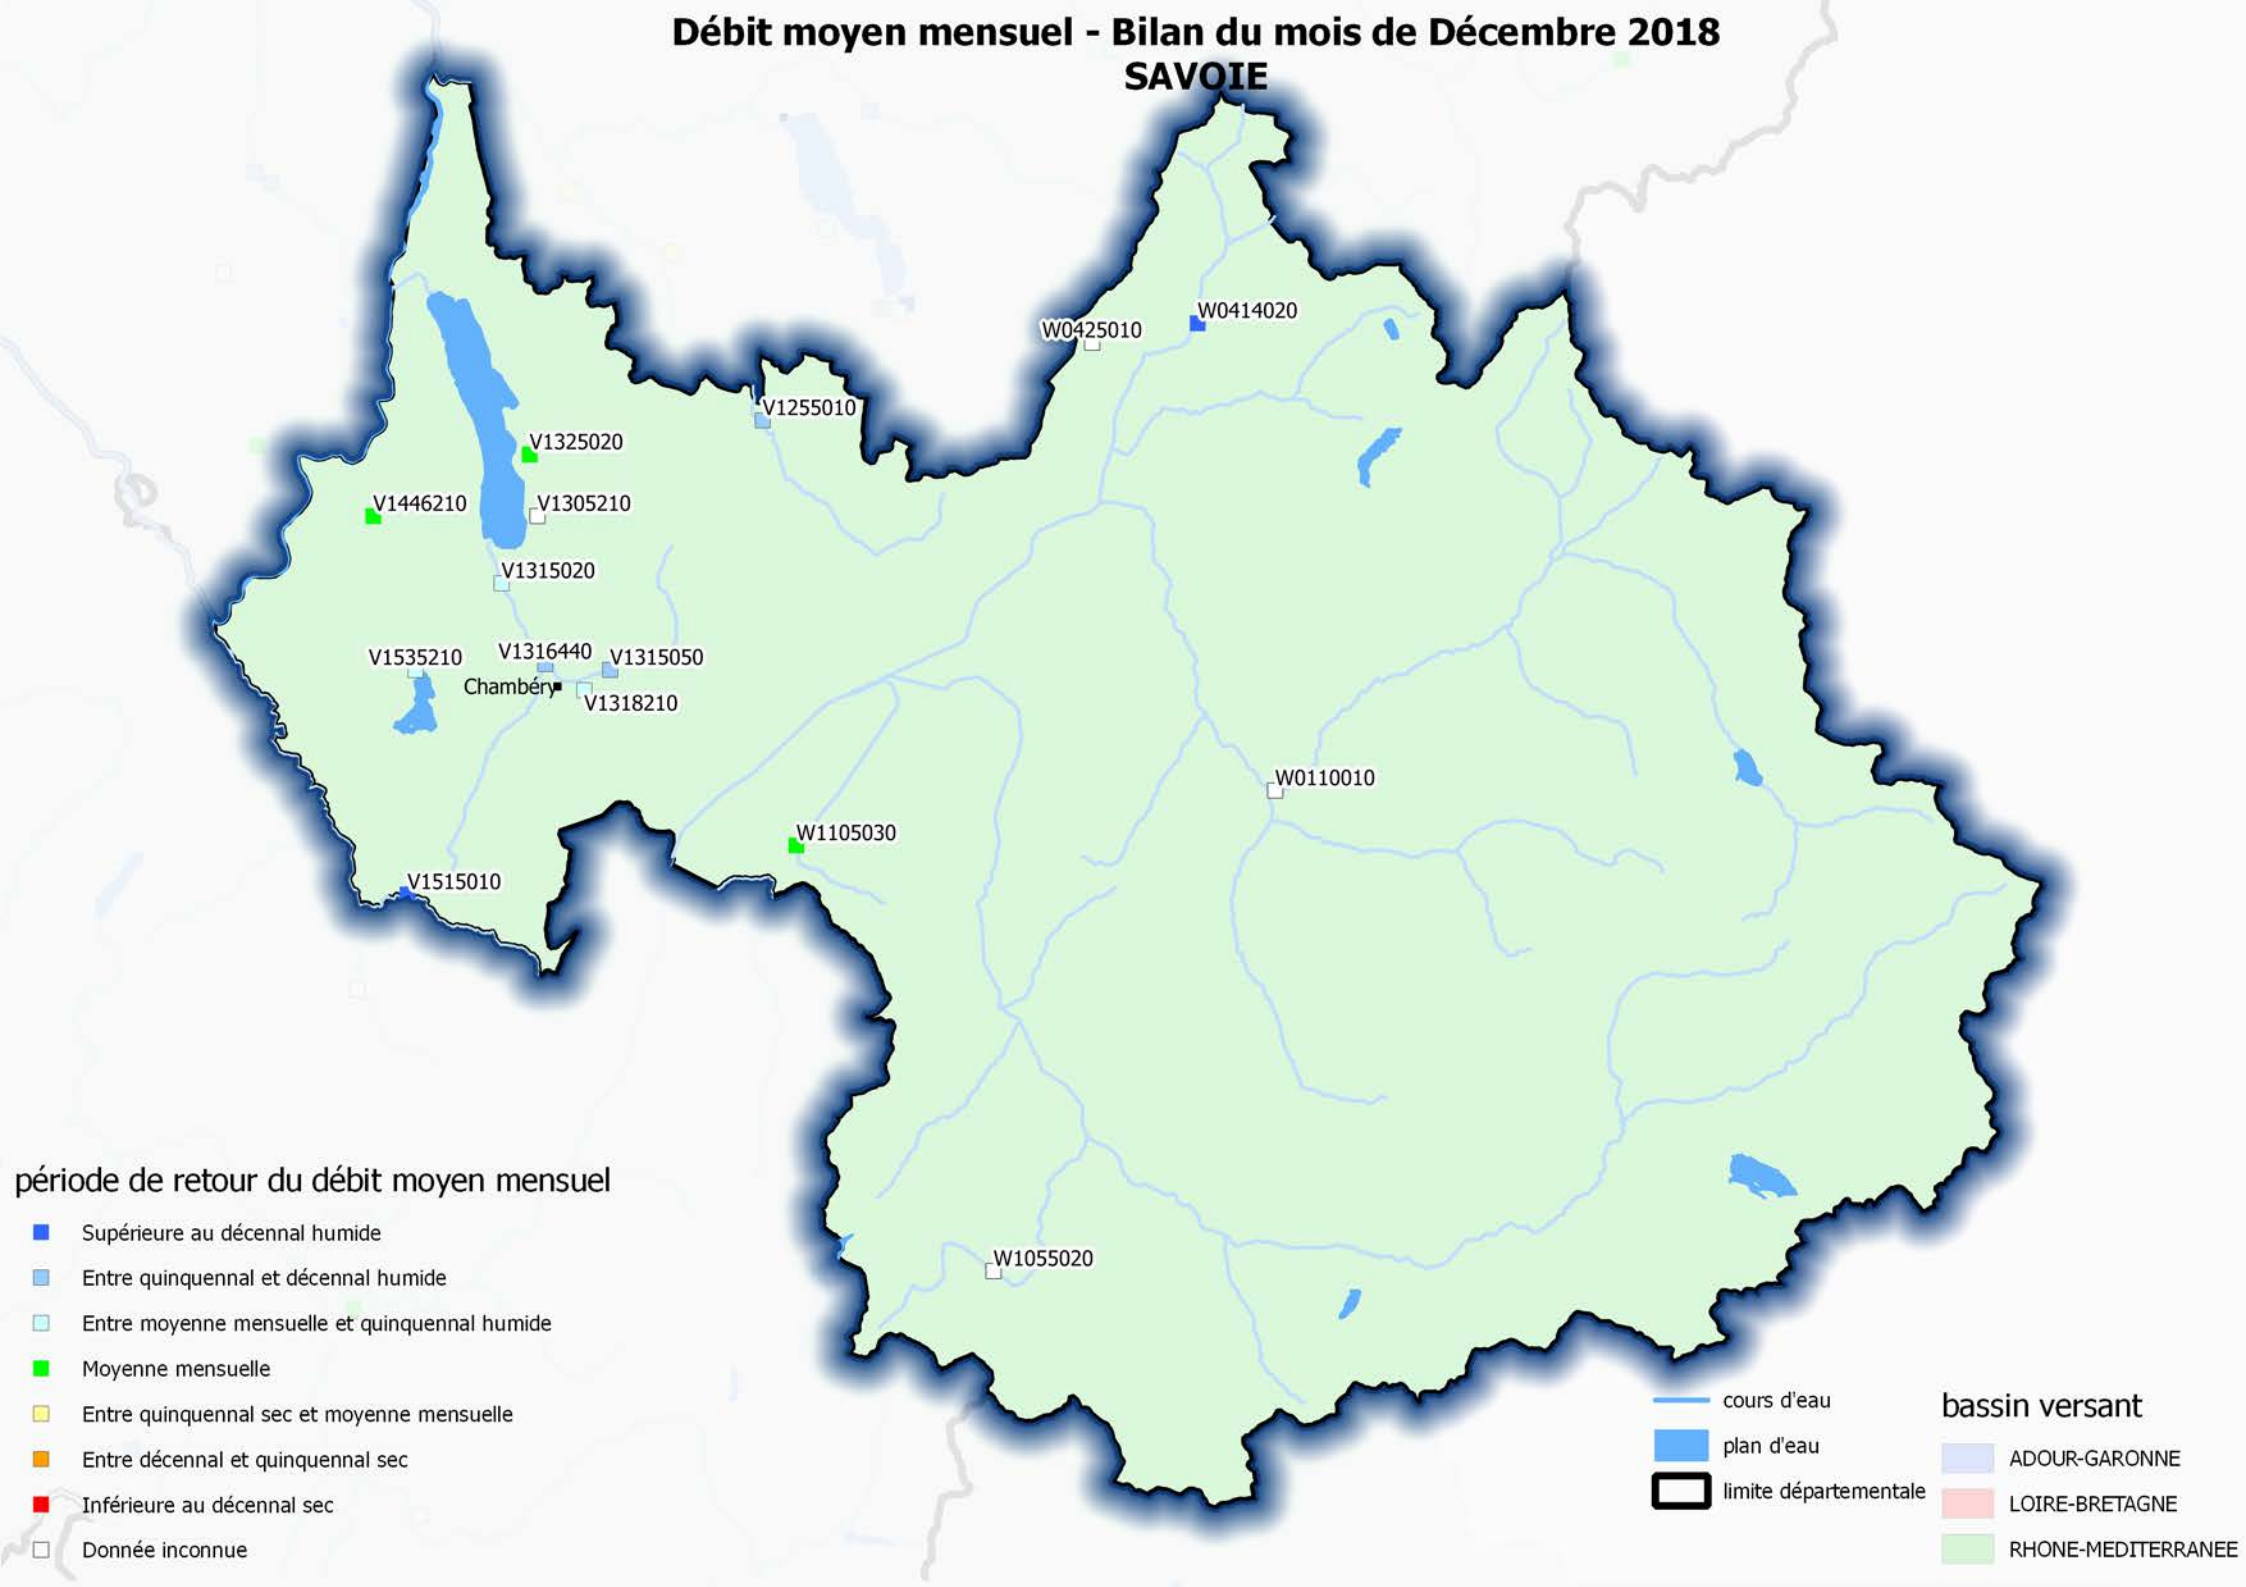 Débit moyen mensuel - Bilan du mois de Décembre 2018
SAVOIE
W0414020
W0425010
V1255010
V1325020
V1446210
V1305210
V1315020
V1316440
V1535210
V1315050
Chambéry
V1318210
W0110010
W1105030
V1515010
W1055020
période de retour du débit moyen mensuel
Supérieure au décennal humide
Entre quinquennal et décennal humide
Entre moyenne mensuelle et quinquennal humide
Moyenne mensuelle
Entre quinquennal sec et moyenne mensuelle
Entre décennal et quinquennal sec
Inférieure au décennal sec
Donnée inconnue
cours d'eau
plan d'eau
limite départementale
bassin versant
ADOUR-GARONNE
LOIRE-BRETAGNE
RHONE-MEDITERRANEE